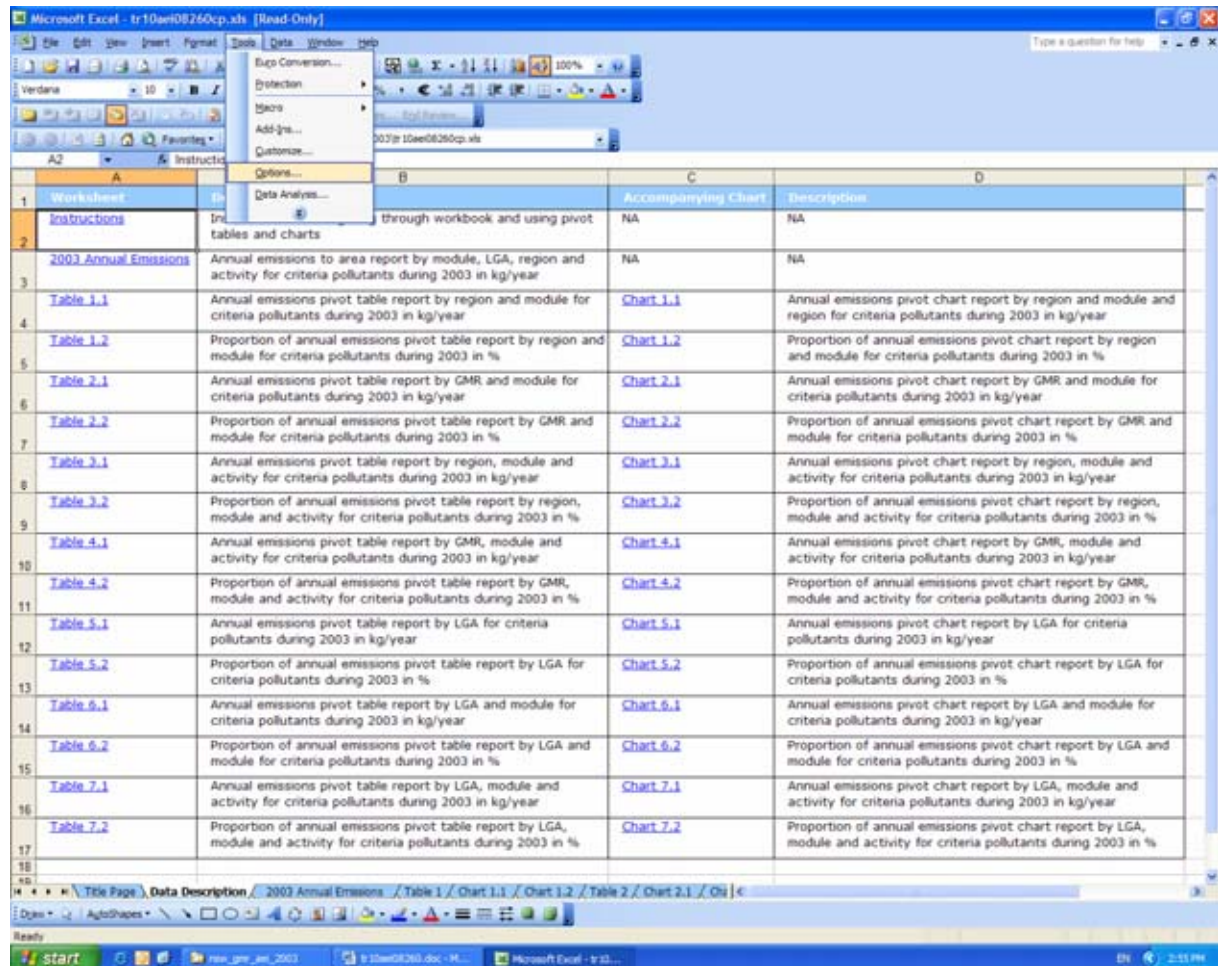 Microsoft Excel - tr10aei08260cp.xls [Read-Only]
File Edit View Insert Format Tools Data Window Help
Type a question for help
100%
Verdana 10 B I
Favorites
A2 fx
Euro Conversion...
Protection
Macro
Add-Ins...
Customize...
Options...
Data Analysis...
A B C D
1 Worksheet Accompanying Chart Description
2 Instructions through workbook and using pivot tables and charts NA NA
3 2003 Annual Emissions Annual emissions to area report by module, LGA, region and activity for criteria pollutants during 2003 in kg/year NA NA
4 Table 1.1 Annual emissions pivot table report by region and module for criteria pollutants during 2003 in kg/year Chart 1.1 Annual emissions pivot chart report by region and module and region for criteria pollutants during 2003 in kg/year
5 Table 1.2 Proportion of annual emissions pivot table report by region and module for criteria pollutants during 2003 in % Chart 1.2 Proportion of annual emissions pivot chart report by region and module for criteria pollutants during 2003 in %
6 Table 2.1 Annual emissions pivot table report by GMR and module for criteria pollutants during 2003 in kg/year Chart 2.1 Annual emissions pivot chart report by GMR and module for criteria pollutants during 2003 in kg/year
7 Table 2.2 Proportion of annual emissions pivot table report by GMR and module for criteria pollutants during 2003 in % Chart 2.2 Proportion of annual emissions pivot chart report by GMR and module for criteria pollutants during 2003 in %
8 Table 3.1 Annual emissions pivot table report by region, module and activity for criteria pollutants during 2003 in kg/year Chart 3.1 Annual emissions pivot chart report by region, module and activity for criteria pollutants during 2003 in kg/year
9 Table 3.2 Proportion of annual emissions pivot table report by region, module and activity for criteria pollutants during 2003 in % Chart 3.2 Proportion of annual emissions pivot chart report by region, module and activity for criteria pollutants during 2003 in %
10 Table 4.1 Annual emissions pivot table report by GMR, module and activity for criteria pollutants during 2003 in kg/year Chart 4.1 Annual emissions pivot chart report by GMR, module and activity for criteria pollutants during 2003 in kg/year
11 Table 4.2 Proportion of annual emissions pivot table report by GMR, module and activity for criteria pollutants during 2003 in % Chart 4.2 Proportion of annual emissions pivot chart report by GMR, module and activity for criteria pollutants during 2003 in %
12 Table 5.1 Annual emissions pivot table report by LGA for criteria pollutants during 2003 in kg/year Chart 5.1 Annual emissions pivot chart report by LGA for criteria pollutants during 2003 in kg/year
13 Table 5.2 Proportion of annual emissions pivot table report by LGA for criteria pollutants during 2003 in % Chart 5.2 Proportion of annual emissions pivot chart report by LGA for criteria pollutants during 2003 in %
14 Table 6.1 Annual emissions pivot table report by LGA and module for criteria pollutants during 2003 in kg/year Chart 6.1 Annual emissions pivot chart report by LGA and module for criteria pollutants during 2003 in kg/year
15 Table 6.2 Proportion of annual emissions pivot table report by LGA and module for criteria pollutants during 2003 in % Chart 6.2 Proportion of annual emissions pivot chart report by LGA and module for criteria pollutants during 2003 in %
16 Table 7.1 Annual emissions pivot table report by LGA, module and activity for criteria pollutants during 2003 in kg/year Chart 7.1 Annual emissions pivot chart report by LGA, module and activity for criteria pollutants during 2003 in kg/year
17 Table 7.2 Proportion of annual emissions pivot table report by LGA, module and activity for criteria pollutants during 2003 in % Chart 7.2 Proportion of annual emissions pivot chart report by LGA, module and activity for criteria pollutants during 2003 in %
18
Title Page Data Description 2003 Annual Emissions Table 1 Chart 1.1 Chart 1.2 Table 2 Chart 2.1
Draw AutoShapes
Ready
start Microsoft Excel - tr10... EN 2:55 PM